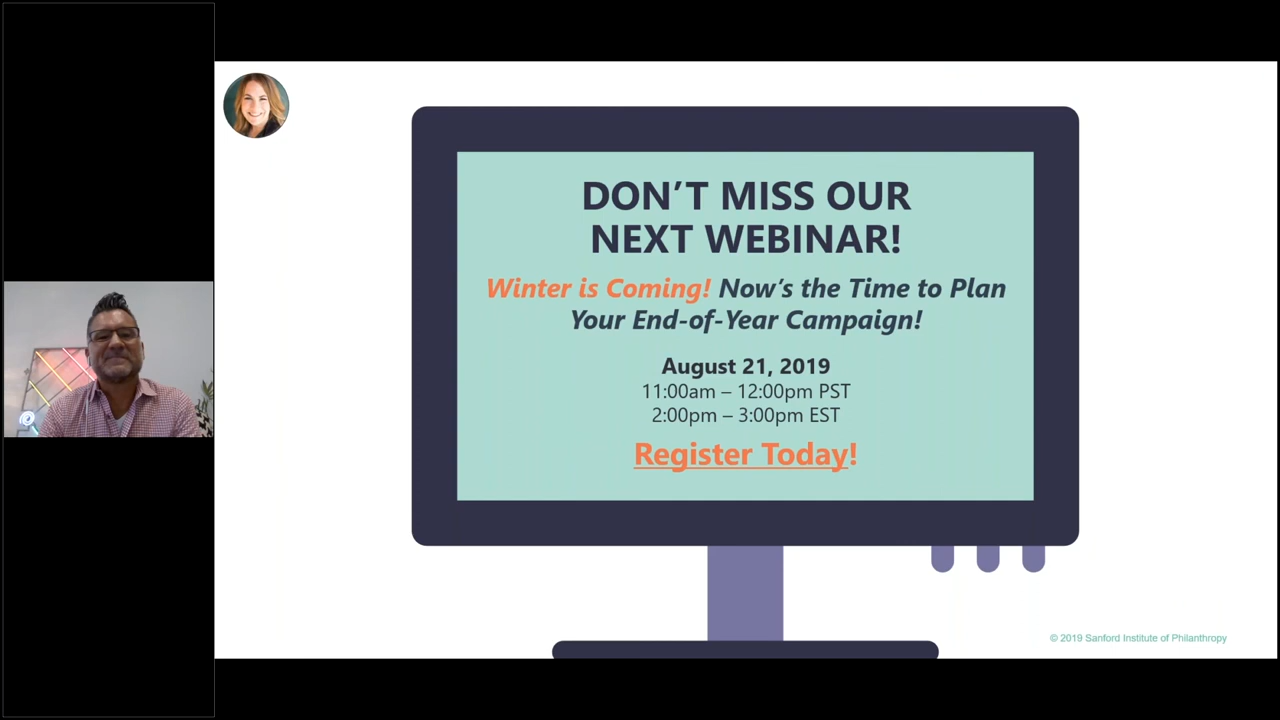 DON’T MISS OUR
NEXT WEBINAR!
Winter is Coming! Now’s the Time to Plan
Your End-of-Year Campaign!
August 21, 2019
11:00am – 12:00pm PST
2:00pm – 3:00pm EST
Register Today!
© 2019 Sanford Institute of Philanthropy